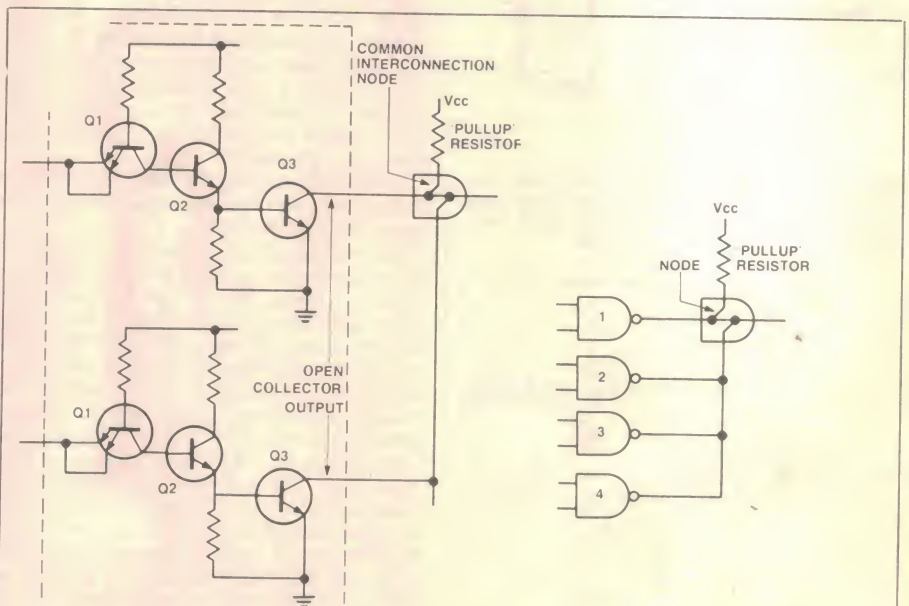 COMMON
INTERCONNECTION
NODE
Vcc
'PULLUP'
RESISTOR
Q1
Q2
Q3
OPEN
COLLECTOR
OUTPUT
Q1
Q2
Q3
Vcc
'PULLUP'
RESISTOR
NODE
1
2
3
4